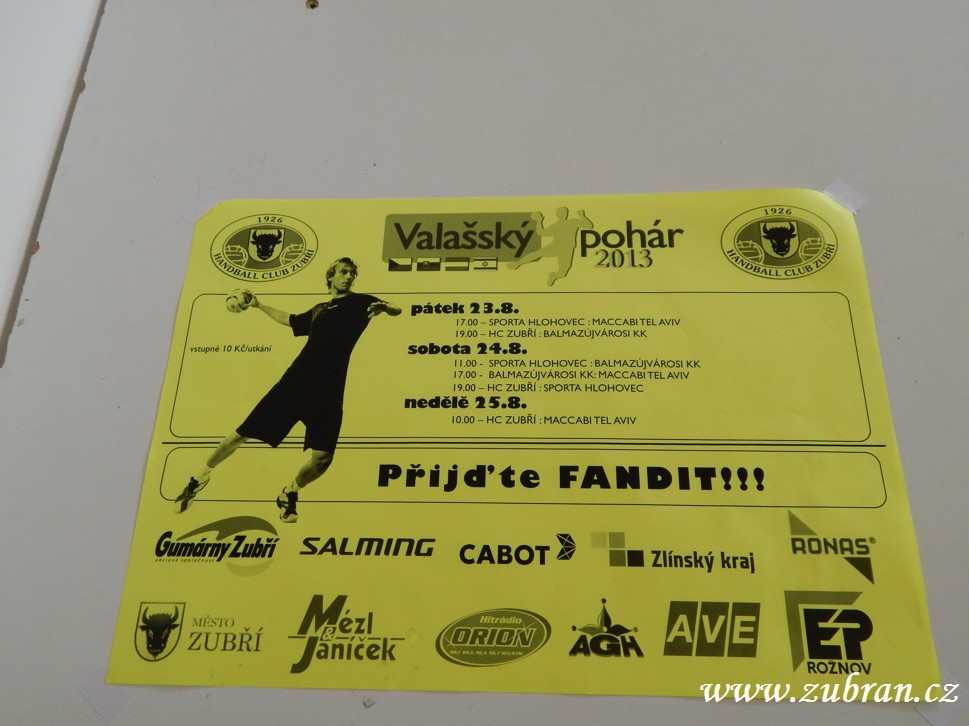 1926
HANDBALL CLUB ZUBŘÍ
Valašský pohár
2013
1926
HANDBALL CLUB ZUBŘÍ
pátek 23.8.
17.00 – SPORTA HLOHOVEC : MACCABI TEL AVIV
19.00 – HC ZUBŘÍ : BALMAZÚJVÁROSI KK
vstupné 10 Kč/utkání
sobota 24.8.
11.00 - SPORTA HLOHOVEC : BALMAZÚJVÁROSI KK
17.00 - BALMAZÚJVÁROSI KK: MACCABI TEL AVIV
19.00 – HC ZUBŘÍ : SPORTA HLOHOVEC
neděle 25.8.
10.00 – HC ZUBŘÍ : MACCABI TEL AVIV
Přijďte FANDIT!!!
Gumárny Zubří
akciová společnost
SALMING
CABOT
Zlínský kraj
RONAS®
MĚSTO
ZUBŘÍ
Mézl
& Janíček
Hitrádio
ORION
AGH
AVE
EP
ROŽNOV
www.zubran.cz